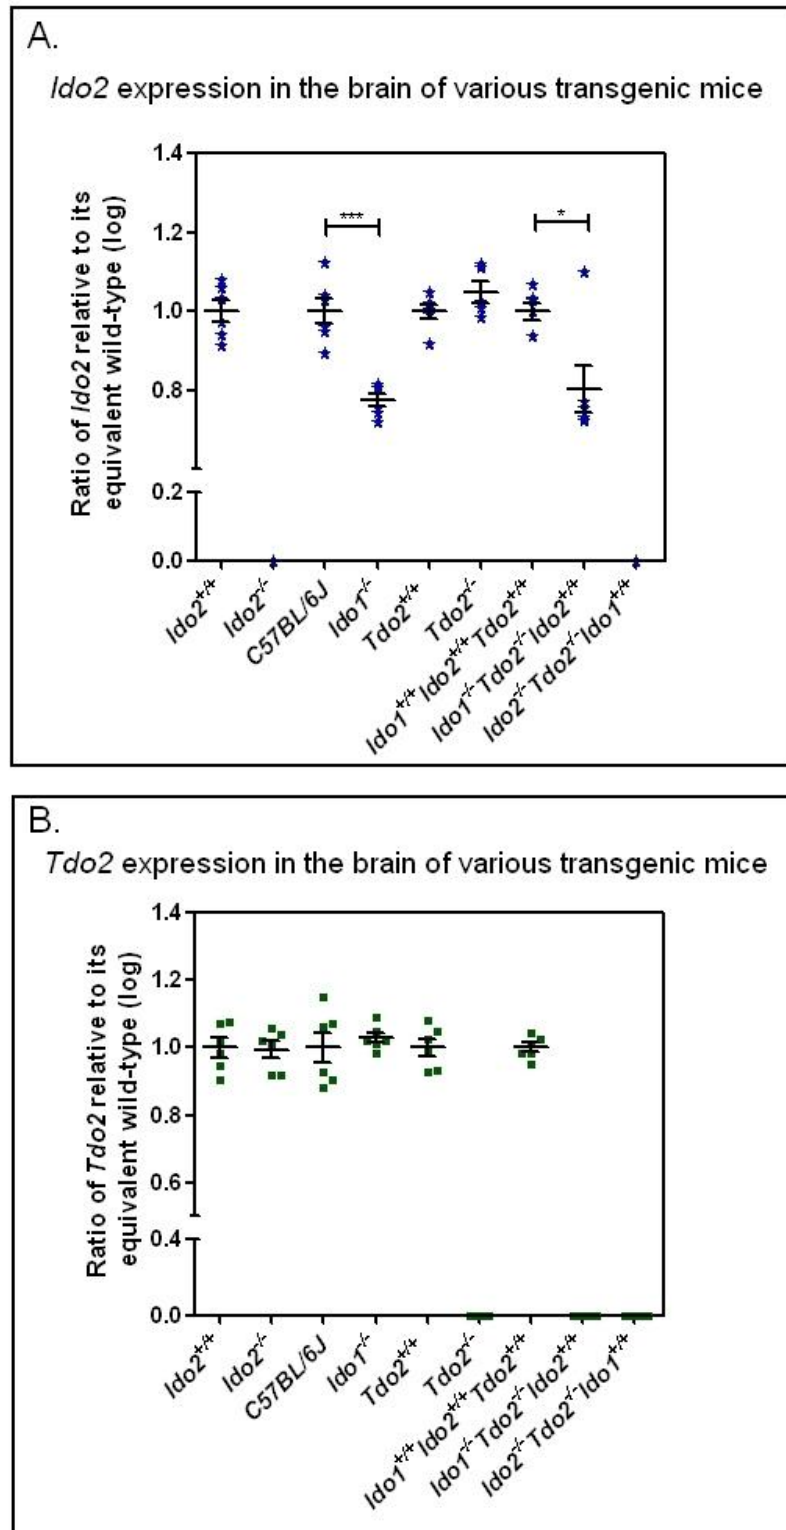 A.
Ido2 expression in the brain of various transgenic mice
Ratio of Ido2 relative to its
equivalent wild-type (log)
1.4
1.2
1.0
0.8
0.2
0.0
***
*
Ido2+/+
Ido2-/-
C57BL/6J
Ido1-/-
Tdo2+/+
Tdo2-/-
Ido1+/+ Ido2+/+ Tdo2+/+
Ido1-/- Tdo2-/- Ido2+/+
Ido2-/- Tdo2-/- Ido1+/+
B.
Tdo2 expression in the brain of various transgenic mice
Ratio of Tdo2 relative to its
equivalent wild-type (log)
1.4
1.2
1.0
0.8
0.6
0.4
0.0
Ido2+/+
Ido2-/-
C57BL/6J
Ido1-/-
Tdo2+/+
Tdo2-/-
Ido1+/+ Ido2+/+ Tdo2+/+
Ido1-/- Tdo2-/- Ido2+/+
Ido2-/- Tdo2-/- Ido1+/+